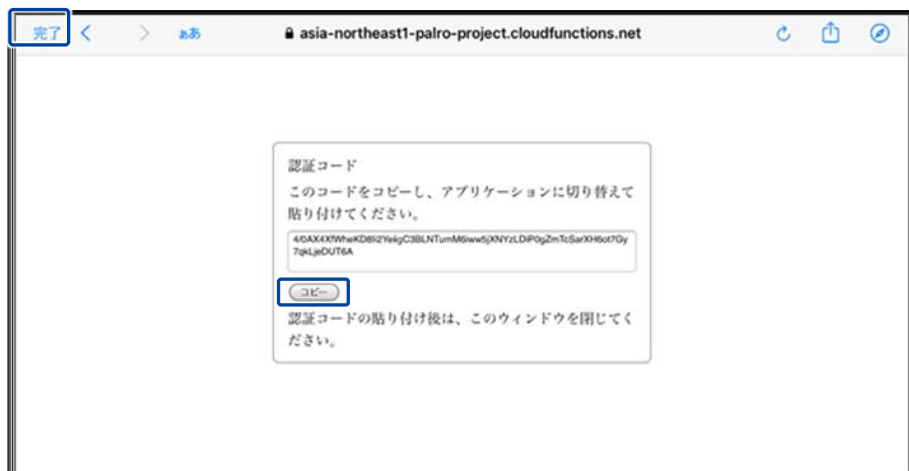 完了 < > ぁあ asia-northeast1-palro-project.cloudfunctions.net
認証コード
このコードをコピーし、アプリケーションに切り替えて
貼り付けてください。
コピー
認証コードの貼り付け後は、このウィンドウを閉じてく
ださい。